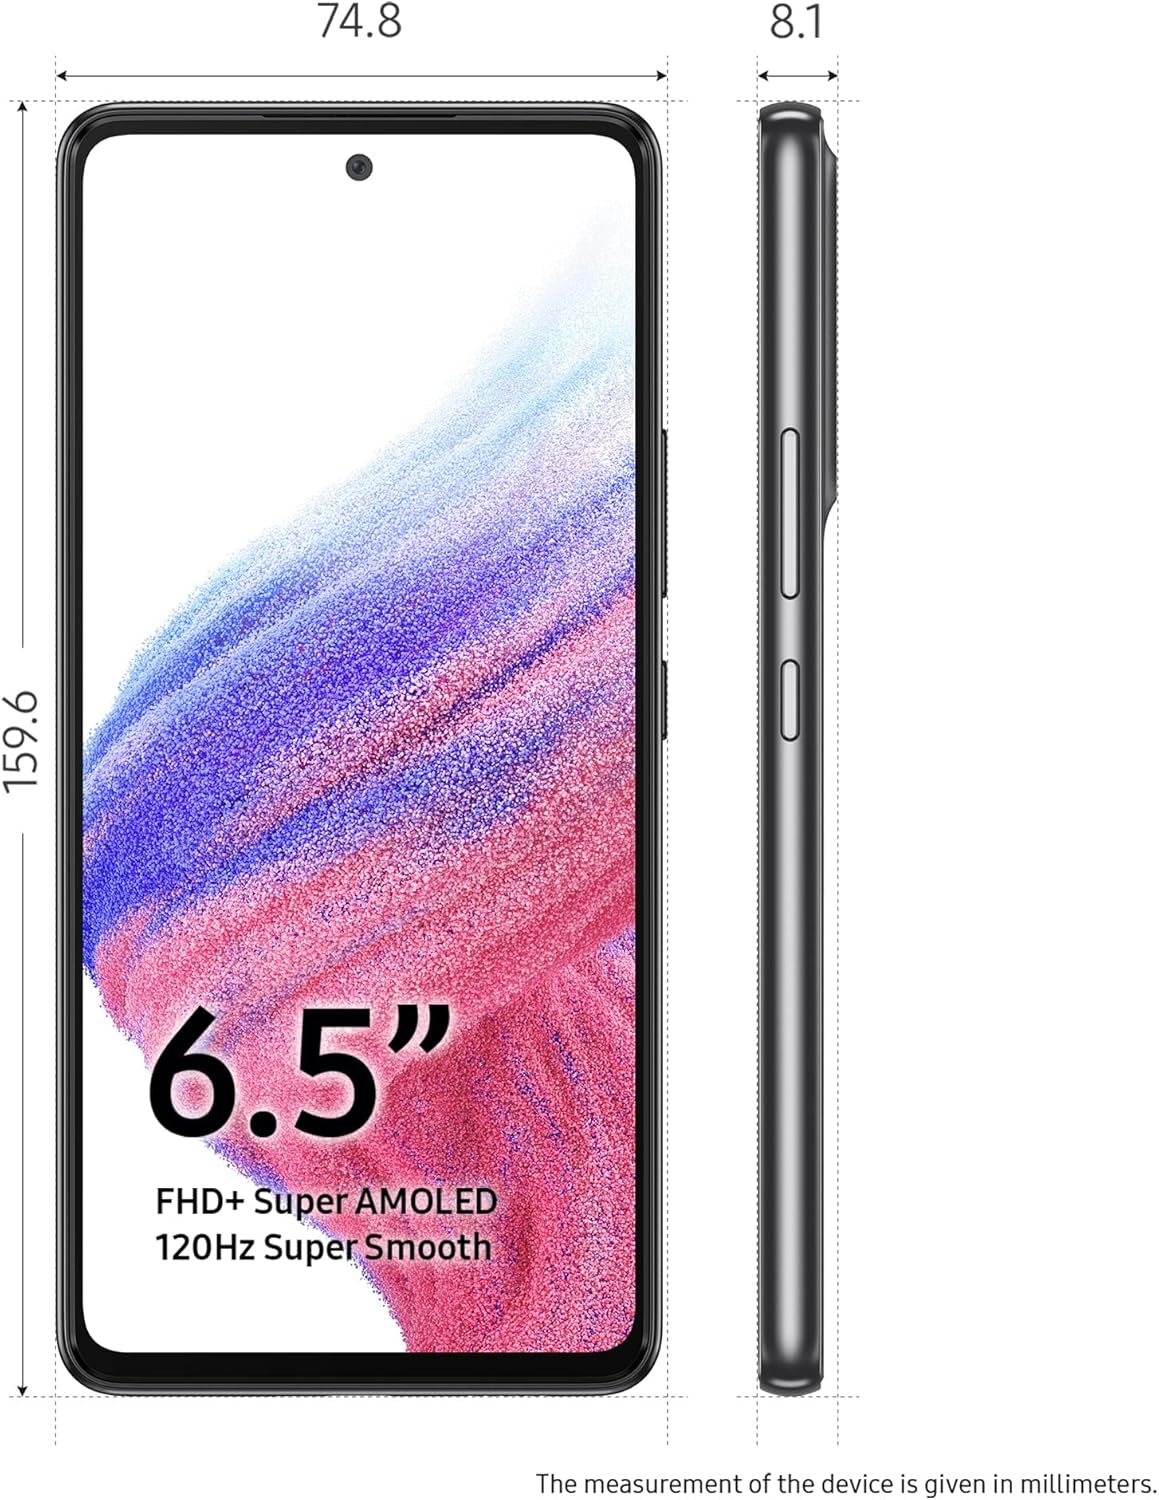 74.8
8.1
159.6
6.5”
FHD+ Super AMOLED
120Hz Super Smooth
The measurement of the device is given in millimeters.